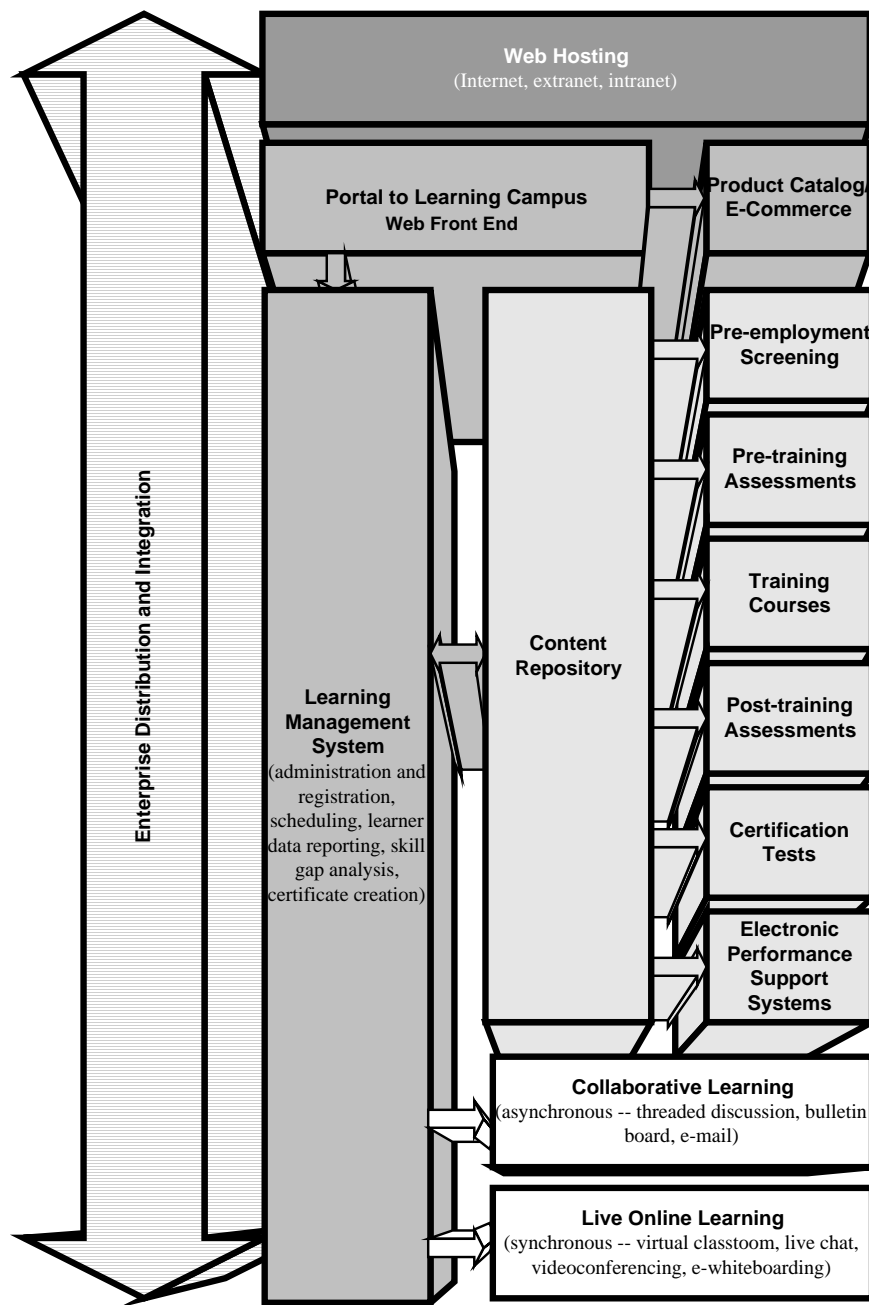 Web Hosting
(Internet, extranet, intranet)
Portal to Learning Campus
Web Front End
Product Catalog/
E-Commerce
Enterprise Distribution and Integration
Learning
Management
System
(administration and
registration,
scheduling, learner
data reporting, skill
gap analysis,
certificate creation)
Content
Repository
Pre-employment
Screening
Pre-training
Assessments
Training
Courses
Post-training
Assessments
Certification
Tests
Electronic
Performance
Support
Systems
Collaborative Learning
(asynchronous -- threaded discussion, bulletin
board, e-mail)
Live Online Learning
(synchronous -- virtual classtoom, live chat,
videoconferencing, e-whiteboarding)